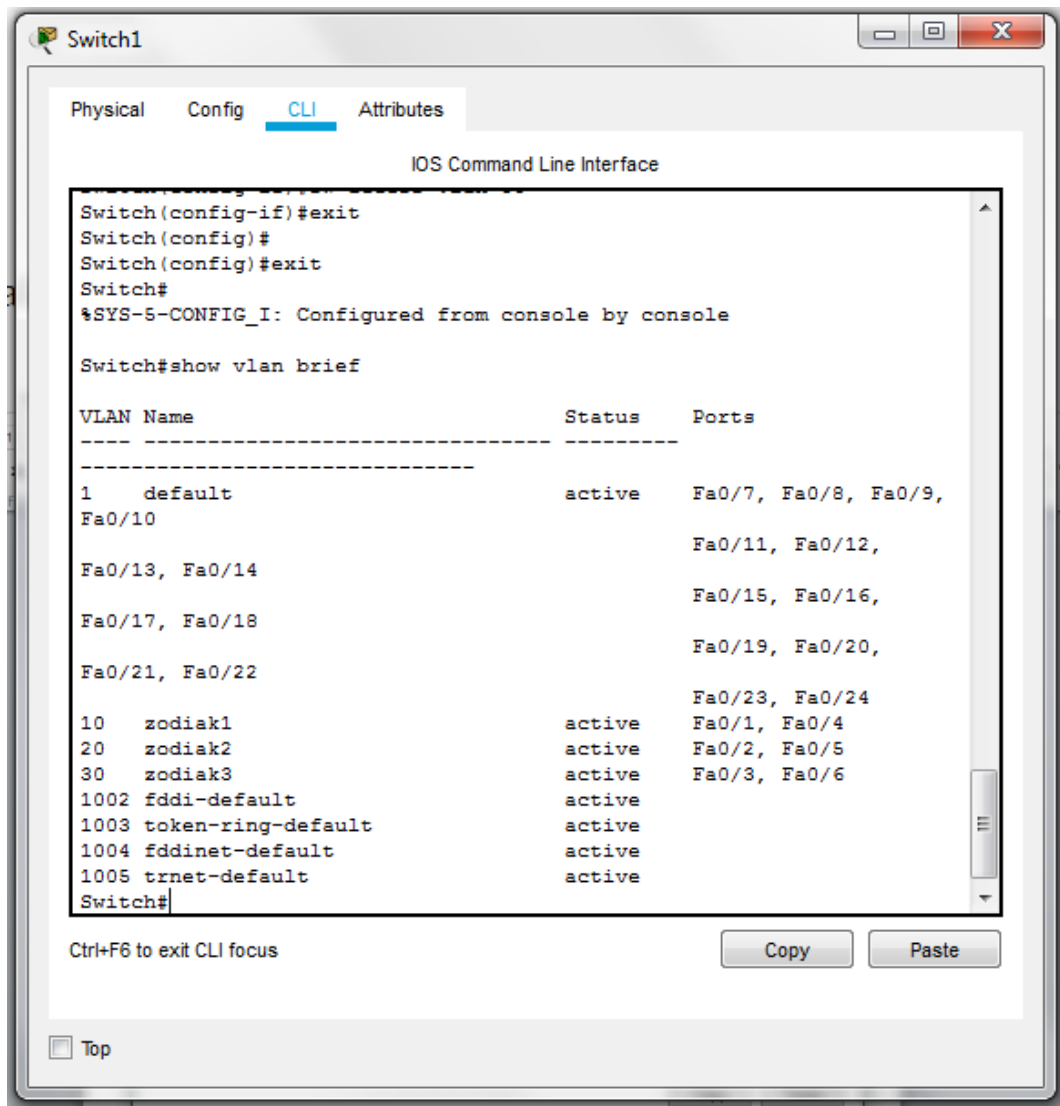 Switch1
Physical Config CLI Attributes
IOS Command Line Interface
Switch(config-if)#exit
Switch(config)#
Switch(config)#exit
Switch#
%SYS-5-CONFIG_I: Configured from console by console
Switch#show vlan brief
VLAN Name Status Ports
---- -------------------------------- ---------
-------------------------------
1 default active Fa0/7, Fa0/8, Fa0/9,
Fa0/10
Fa0/11, Fa0/12,
Fa0/13, Fa0/14
Fa0/15, Fa0/16,
Fa0/17, Fa0/18
Fa0/19, Fa0/20,
Fa0/21, Fa0/22
Fa0/23, Fa0/24
10 zodiak1 active Fa0/1, Fa0/4
20 zodiak2 active Fa0/2, Fa0/5
30 zodiak3 active Fa0/3, Fa0/6
1002 fddi-default active
1003 token-ring-default active
1004 fddinet-default active
1005 trnet-default active
Switch#
Ctrl+F6 to exit CLI focus
Copy Paste
Top